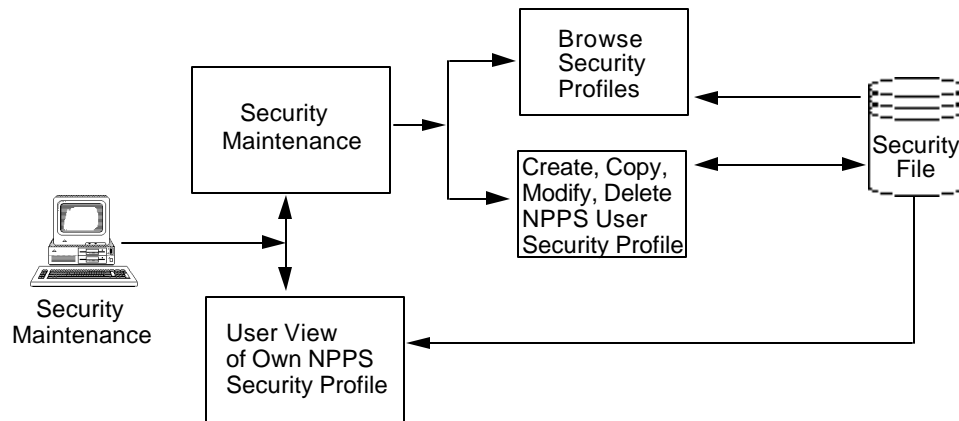 Browse
Security
Profiles
Security
Maintenance
Security
File
Create, Copy,
Modify, Delete
NPPS User
Security Profile
Security
Maintenance
User View
of Own NPPS
Security Profile